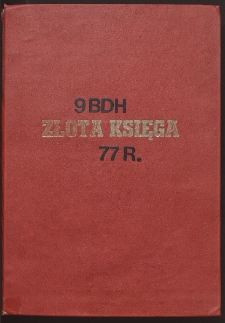 9 BDH
ZŁOTA KSIĘGA
77 R.